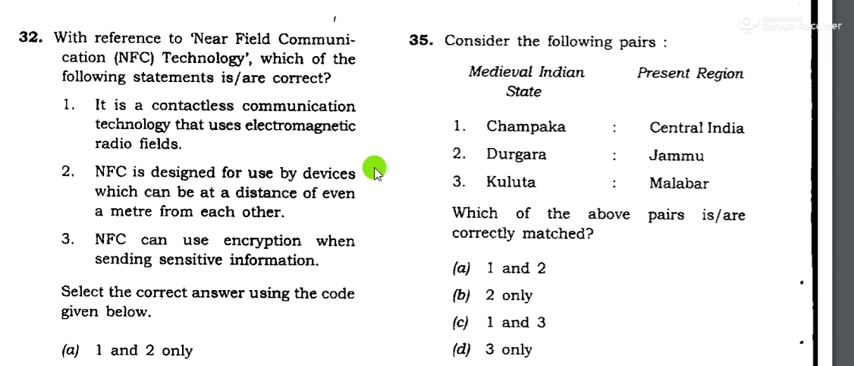 32. With reference to 'Near Field Communi-
cation (NFC) Technology', which of the
following statements is/are correct?
1. It is a contactless communication
technology that uses electromagnetic
radio fields.
2. NFC is designed for use by devices
which can be at a distance of even
a metre from each other.
3. NFC can use encryption when
sending sensitive information.
Select the correct answer using the code
given below.
(a) 1 and 2 only
35. Consider the following pairs :
Medieval Indian Present Region
State
1. Champaka : Central India
2. Durgara : Jammu
3. Kuluta : Malabar
Which of the above pairs is/are
correctly matched?
(a) 1 and 2
(b) 2 only
(c) 1 and 3
(d) 3 only